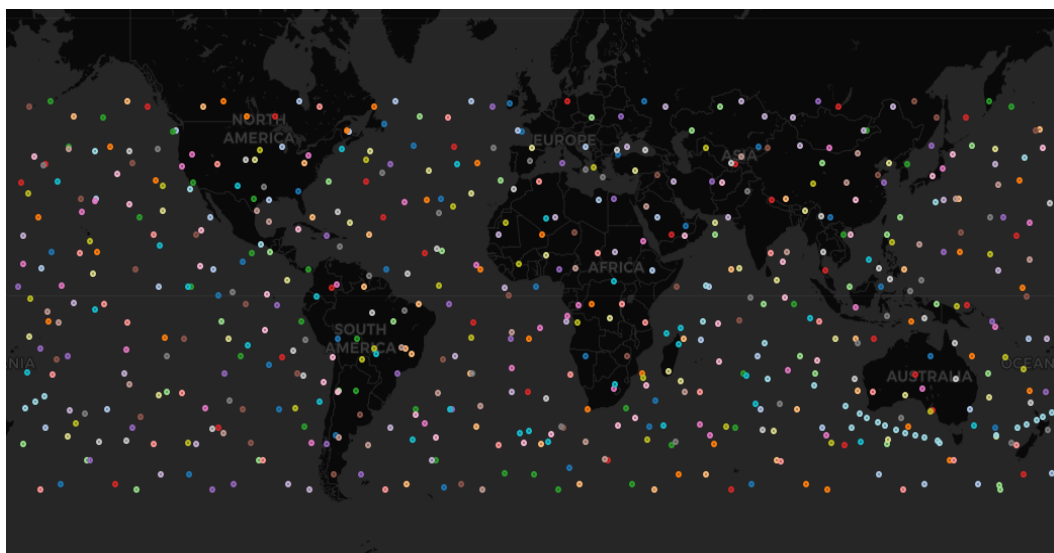 NORTH
AMERICA
EUROPE
ASIA
AFRICA
SOUTH
AMERICA
NIA
AUSTRALIA
OCEAN